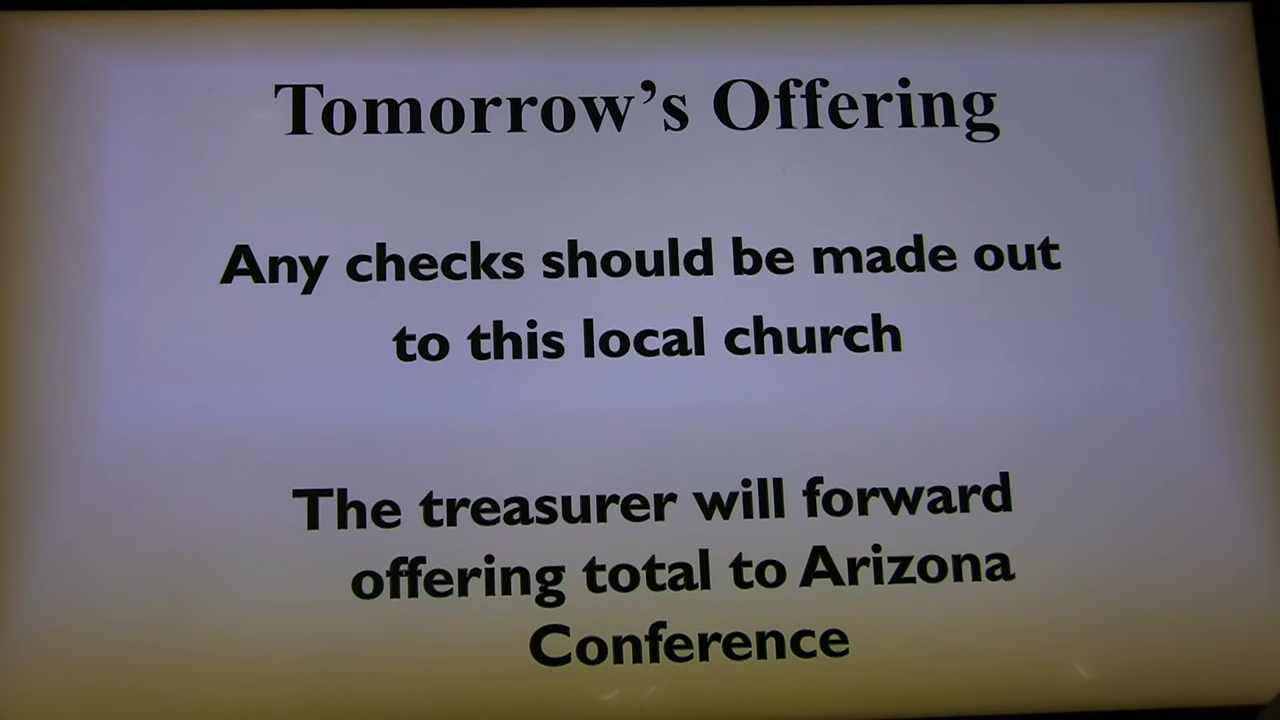 Tomorrow’s Offering
Any checks should be made out
to this local church
The treasurer will forward
offering total to Arizona
Conference